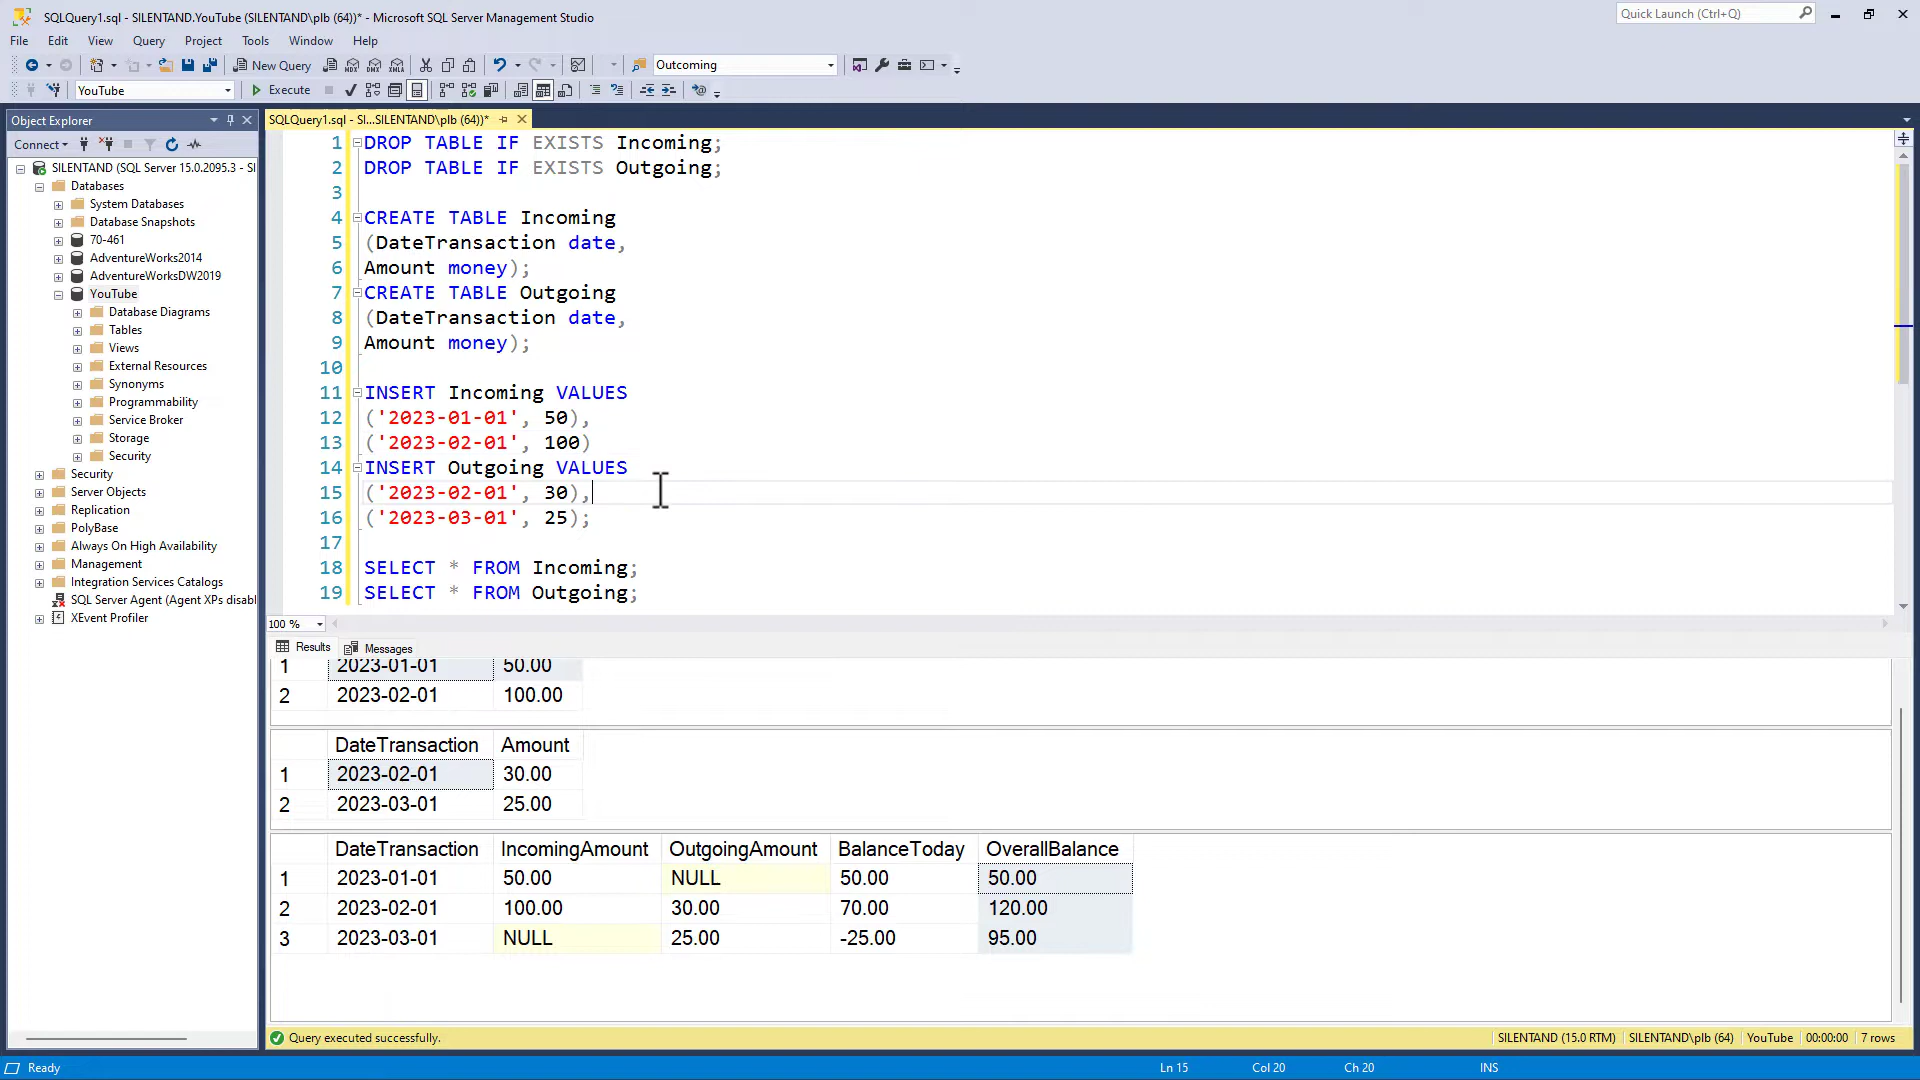 SQLQuery1.sql - SILENTAND.YouTube (SILENTAND\plb (64))* - Microsoft SQL Server Management Studio
Quick Launch (Ctrl+Q)
File Edit View Query Project Tools Window Help
New Query
Outcoming
YouTube
Execute
Object Explorer
SQLQuery1.sql - SI...SILENTAND\plb (64))*
Connect
SILENTAND (SQL Server 15.0.2095.3 - SI
Databases
System Databases
Database Snapshots
70-461
AdventureWorks2014
AdventureWorksDW2019
YouTube
Database Diagrams
Tables
Views
External Resources
Synonyms
Programmability
Service Broker
Storage
Security
Security
Server Objects
Replication
PolyBase
Always On High Availability
Management
Integration Services Catalogs
SQL Server Agent (Agent XPs disabl
XEvent Profiler
1 DROP TABLE IF EXISTS Incoming;
2 DROP TABLE IF EXISTS Outgoing;
3
4 CREATE TABLE Incoming
5 (DateTransaction date,
6 Amount money);
7 CREATE TABLE Outgoing
8 (DateTransaction date,
9 Amount money);
10
11 INSERT Incoming VALUES
12 ('2023-01-01', 50),
13 ('2023-02-01', 100)
14 INSERT Outgoing VALUES
15 ('2023-02-01', 30),
16 ('2023-03-01', 25);
17
18 SELECT * FROM Incoming;
19 SELECT * FROM Outgoing;
100 %
Results Messages
1 2023-01-01 50.00
2 2023-02-01 100.00
DateTransaction Amount
1 2023-02-01 30.00
2 2023-03-01 25.00
DateTransaction IncomingAmount OutgoingAmount BalanceToday OverallBalance
1 2023-01-01 50.00 NULL 50.00 50.00
2 2023-02-01 100.00 30.00 70.00 120.00
3 2023-03-01 NULL 25.00 -25.00 95.00
Query executed successfully.
SILENTAND (15.0 RTM) SILENTAND\plb (64) YouTube 00:00:00 7 rows
Ready
Ln 15 Col 20 Ch 20 INS